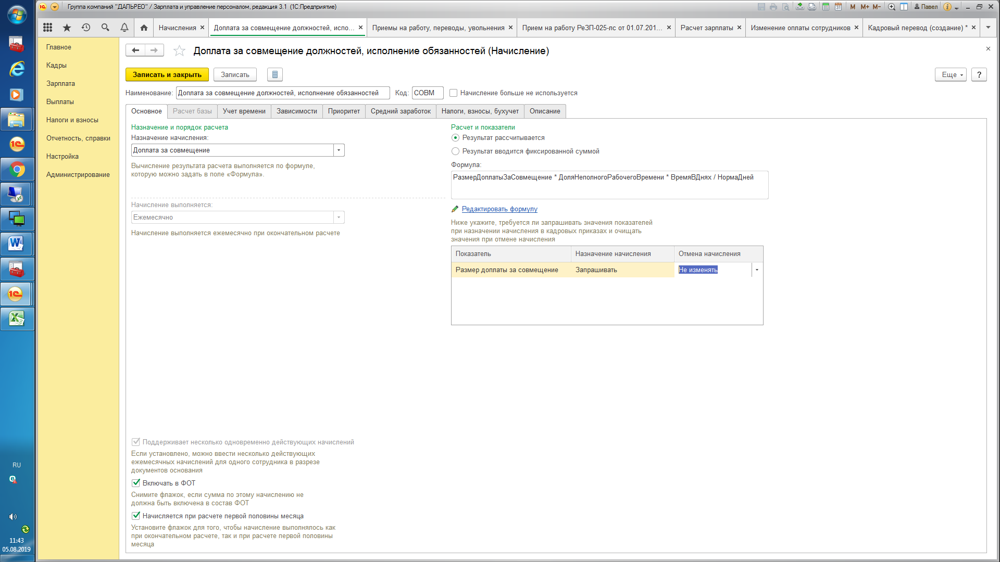 Группа компаний "ДАЛЬРЕО" / Зарплата и управление персоналом, редакция 3.1 (1С:Предприятие)
M M+ M- Павел
Начисления
Доплата за совмещение должностей, испо...
Приемы на работу, переводы, увольнения
Прием на работу РеЗП-025-лс от 01.07.201...
Расчет зарплаты
Изменение оплаты сотрудников
Кадровый перевод (создание) *
Главное
Кадры
Зарплата
Выплаты
Налоги и взносы
Отчетность, справки
Настройка
Администрирование
Доплата за совмещение должностей, исполнение обязанностей (Начисление)
Записать и закрыть
Записать
Еще
?
Наименование: Доплата за совмещение должностей, исполнение обязанностей Код: СОВМ Начисление больше не используется
Основное Расчет базы Учет времени Зависимости Приоритет Средний заработок Налоги, взносы, бухучет Описание
Назначение и порядок расчета
Назначение начисления:
Доплата за совмещение
Вычисление результата расчета выполняется по формуле,
которую можно задать в поле «Формула».
Начисление выполняется:
Ежемесячно
Начисление выполняется ежемесячно при окончательном расчете
Расчет и показатели
Результат рассчитывается
Результат вводится фиксированной суммой
Формула:
РазмерДоплатыЗаСовмещение * ДоляНеполногоРабочегоВремени * ВремяВДнях / НормаДней
Редактировать формулу
Ниже укажите, требуется ли запрашивать значения показателей
при назначении начисления в кадровых приказах и очищать
значения при отмене начисления
Показатель Назначение начисления Отмена начисления
Размер доплаты за совмещение Запрашивать Не изменять
Поддерживает несколько одновременно действующих начислений
Если установлено, можно ввести несколько действующих
ежемесячных начислений для одного сотрудника в разрезе
документов основания
Включать в ФОТ
Снимите флажок, если сумма по этому начислению не
должна быть включена в состав ФОТ
Начисляется при расчете первой половины месяца
Установите флажок для того, чтобы начисление выполнялось как
при окончательном расчете, так и при расчете первой половины
месяца
RU
11:43
05.08.2019